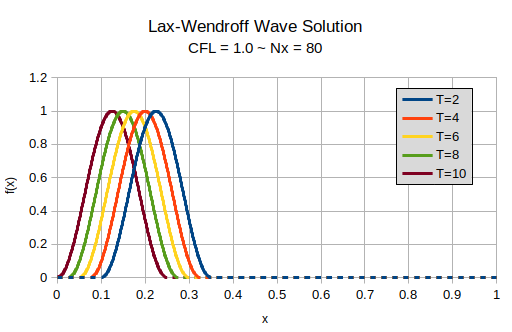 Lax-Wendroff Wave Solution
CFL = 1.0 ~ Nx = 80
1.2
1
0.8
0.6
0.4
0.2
0
f(x)
T=2
T=4
T=6
T=8
T=10
0 0.1 0.2 0.3 0.4 0.5 0.6 0.7 0.8 0.9 1
x